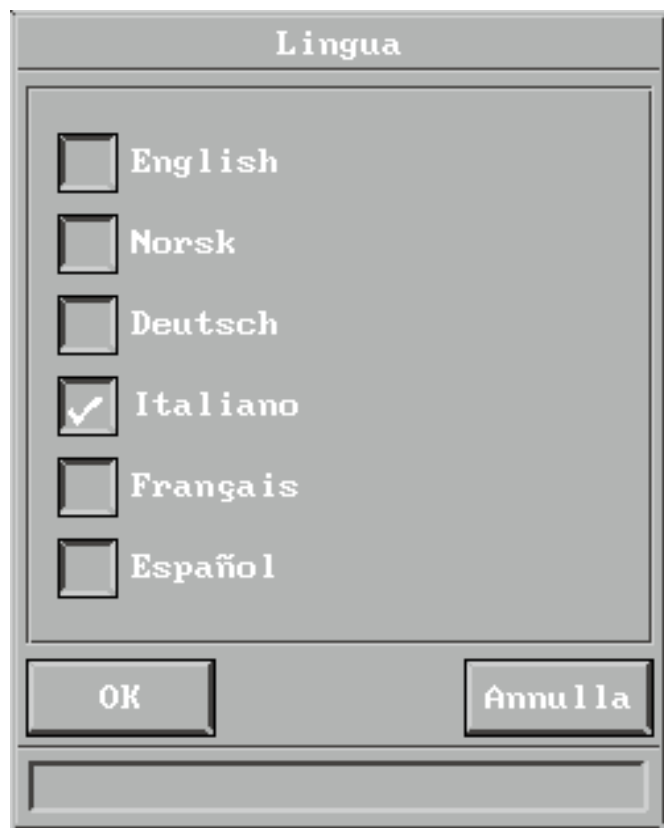 Lingua
English
Norsk
Deutsch
Italiano
Français
Español
OK
Annulla